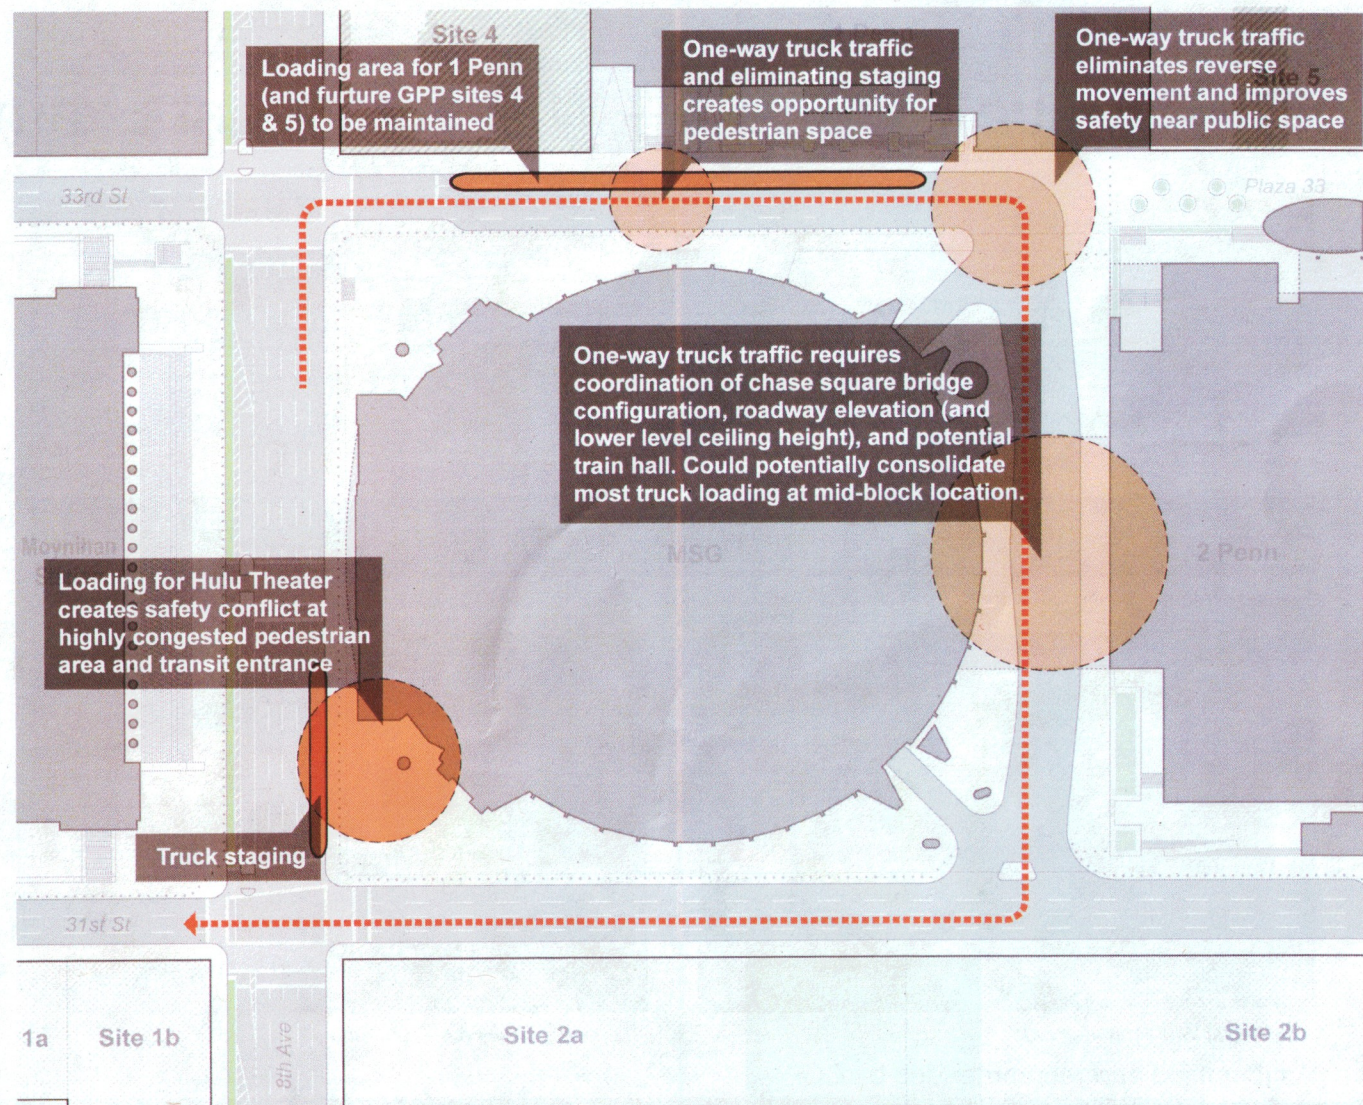 Site 4
1 Penn
Loading area for 1 Penn
(and furture GPP sites 4
& 5) to be maintained
One-way truck traffic
and eliminating staging
creates opportunity for
pedestrian space
One-way truck traffic
eliminates reverse
movement and improves
safety near public space
Site 5
33rd St
Plaza 33
One-way truck traffic requires
coordination of chase square bridge
configuration, roadway elevation (and
lower level ceiling height), and potential
train hall. Could potentially consolidate
most truck loading at mid-block location.
Moynihan
MSG
2 Penn
Loading for Hulu Theater
creates safety conflict at
highly congested pedestrian
area and transit entrance
Truck staging
31st St
1a
Site 1b
8th Ave
Site 2a
Site 2b